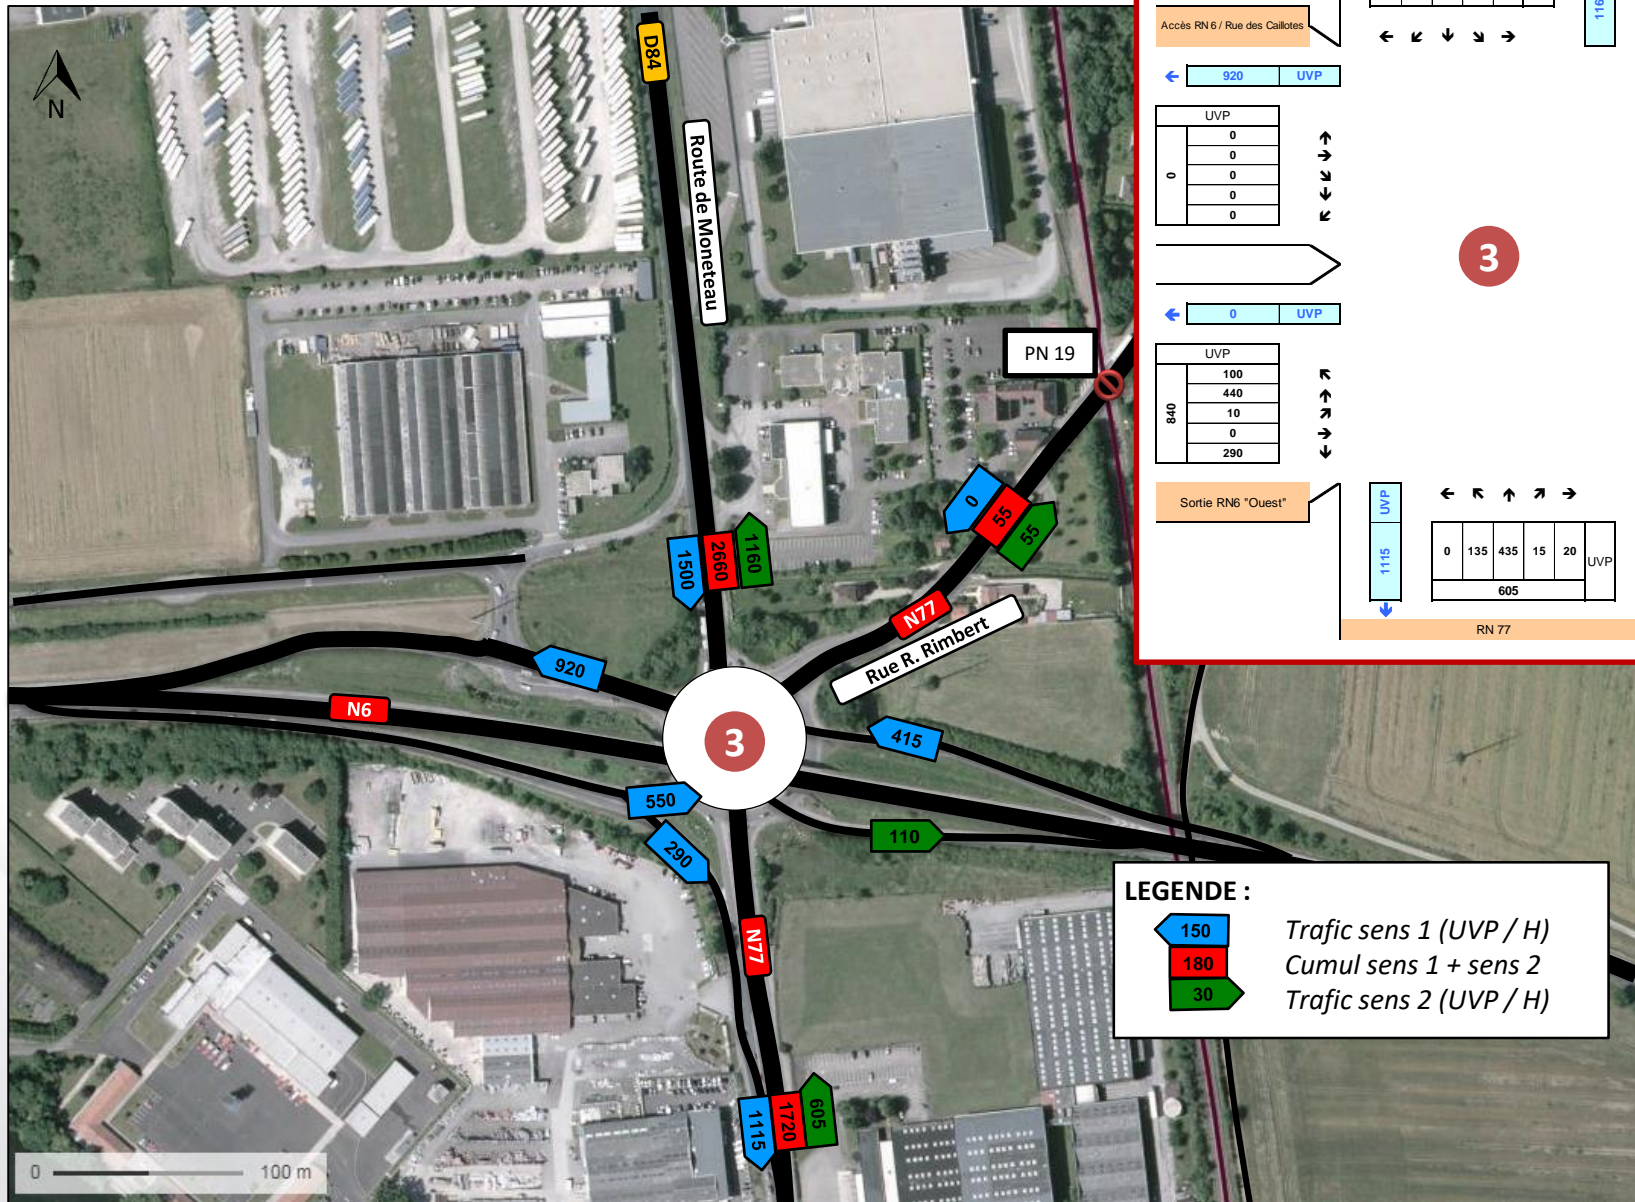 N
D84
Route de Moneteau
PN 19
0
55
55
1500
2660
1160
N77
Rue R. Rimbert
920
N6
3
415
550
290
110
N77
1115
1720
605
0
100 m
LEGENDE :
150
Trafic sens 1 (UVP / H)
180
Cumul sens 1 + sens 2
30
Trafic sens 2 (UVP / H)
Accès RN 6 / Rue des Caillotes
920 UVP
UVP
0
0
0
0
0
0
3
0 UVP
UVP
840
100
440
10
0
290
Sortie RN6 "Ouest"
UVP
1115
0 135 435 15 20 UVP
605
RN 77